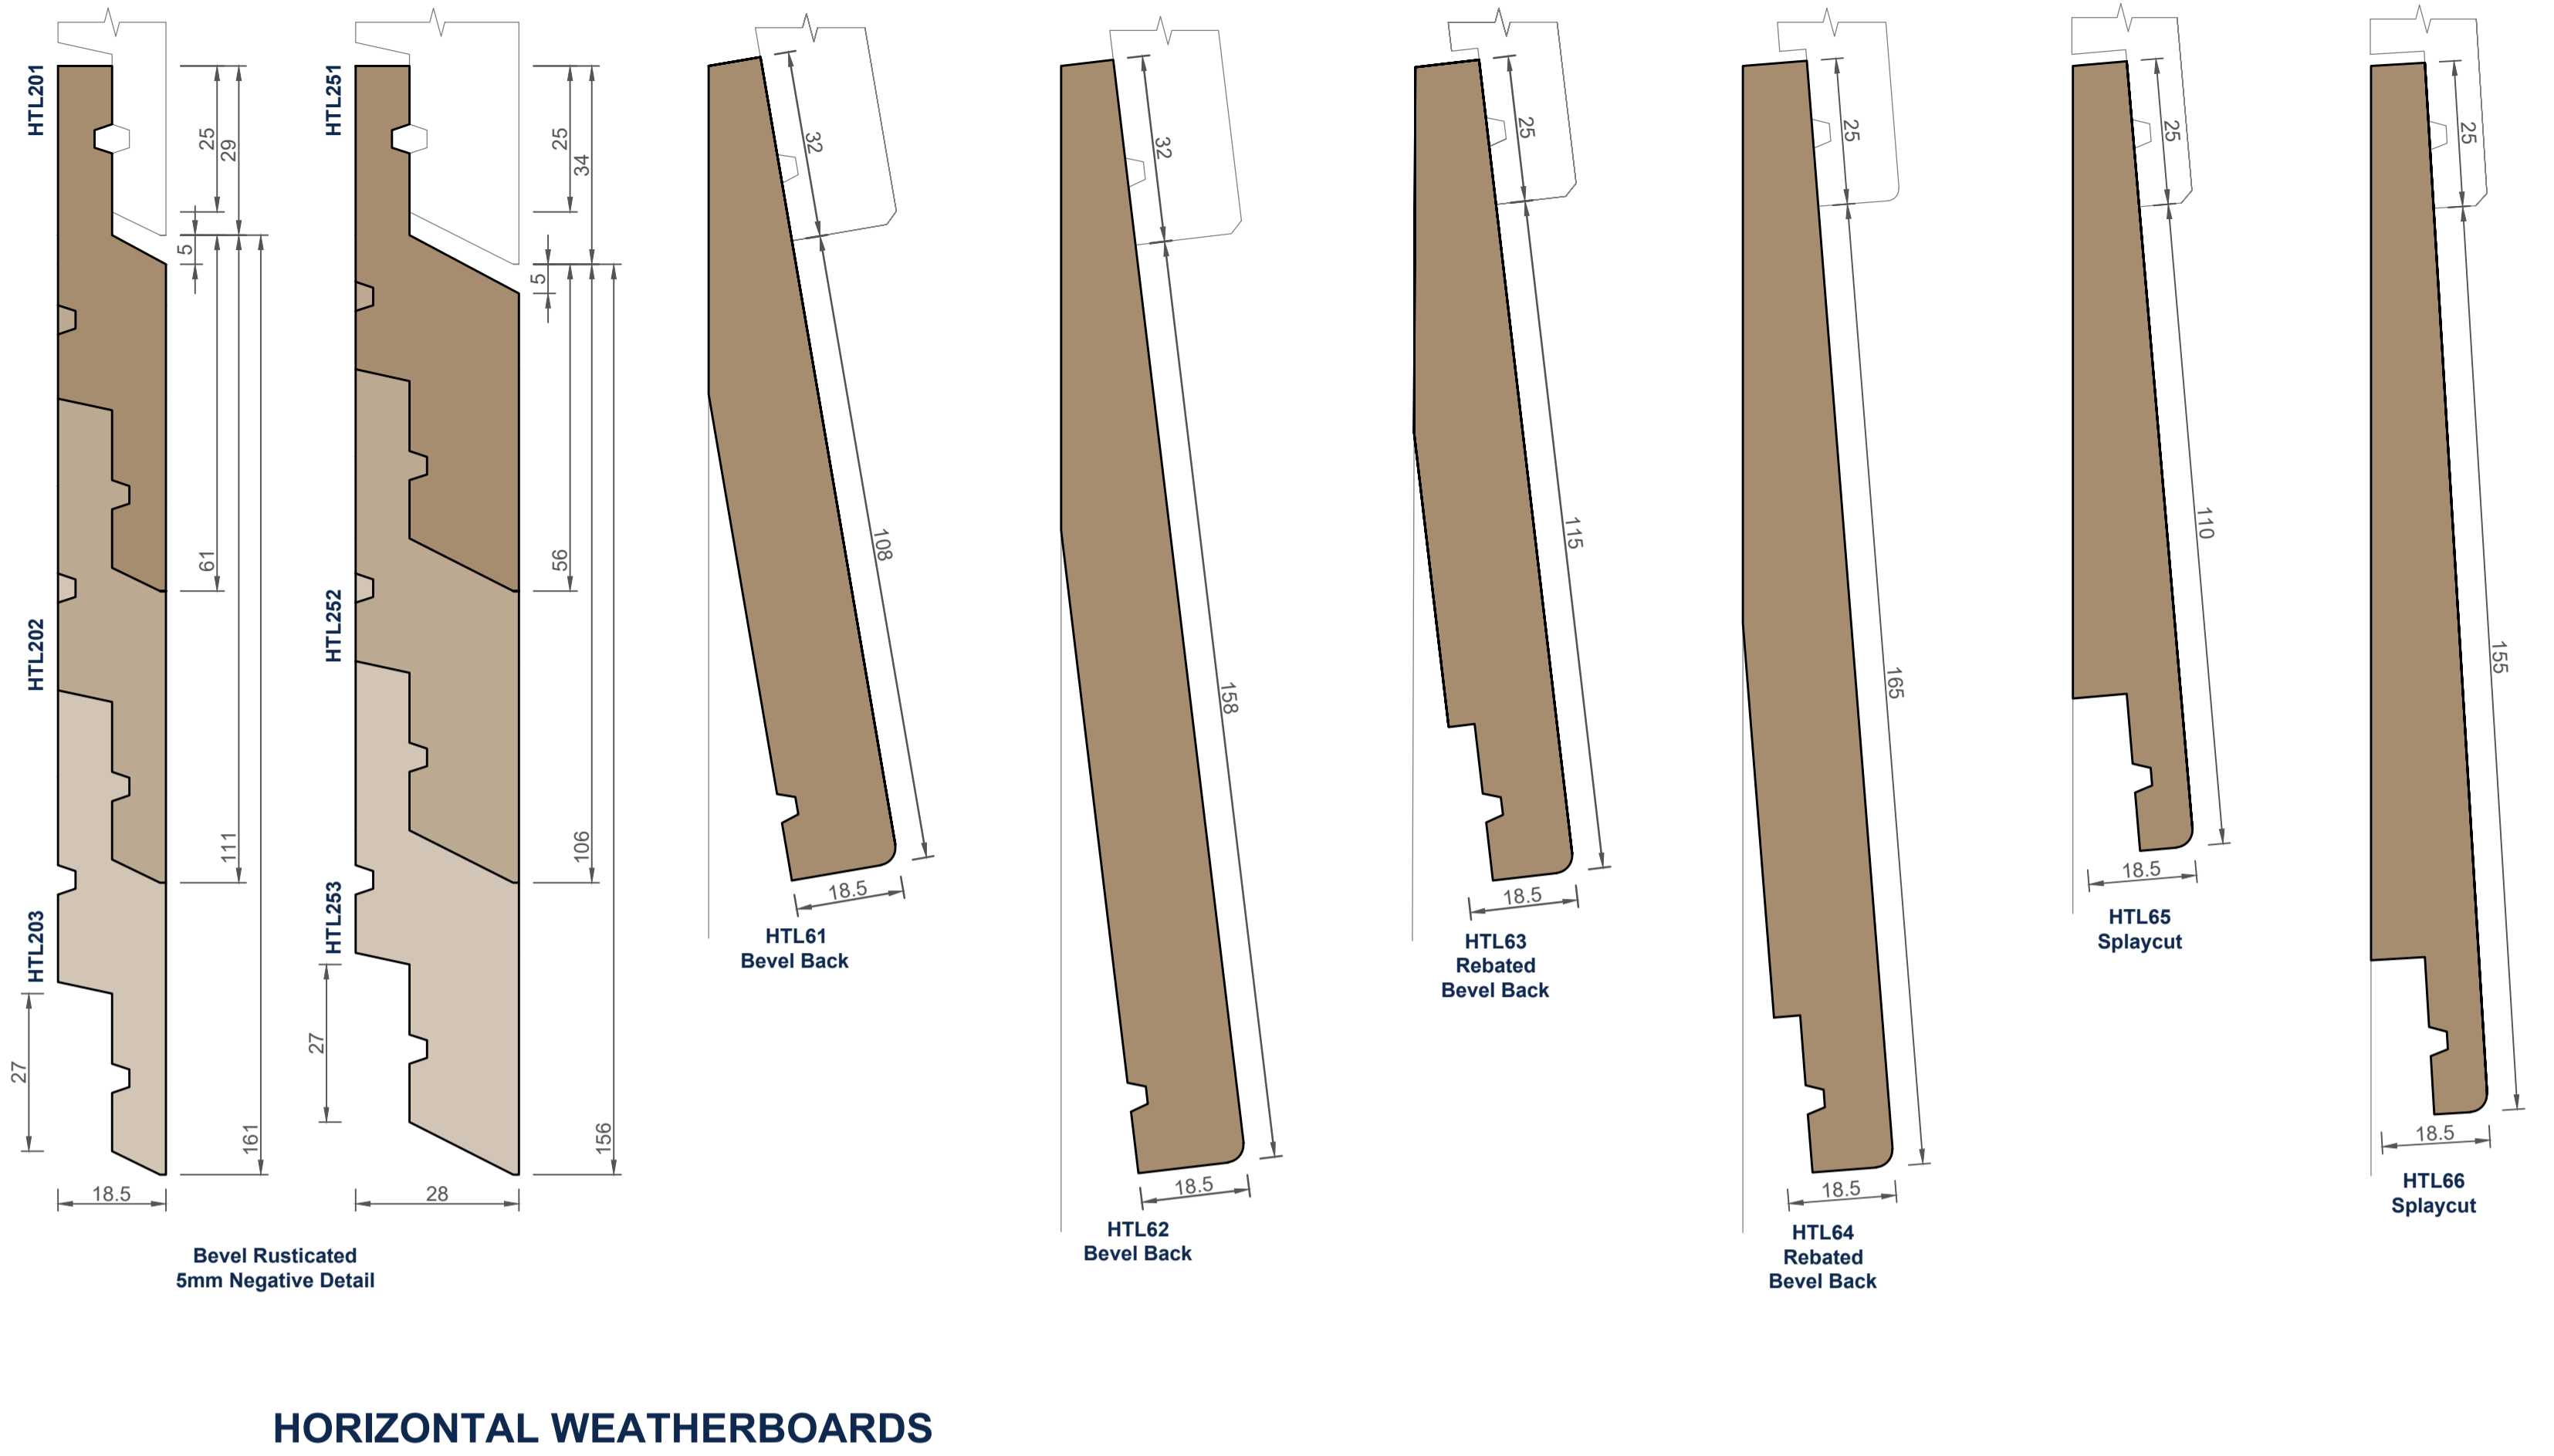 HTL201
25
29
5
61
HTL202
111
HTL203
27
161
18.5
HTL251
25
34
5
56
HTL252
106
HTL253
27
156
28
Bevel Rusticated
5mm Negative Detail
32
108
18.5
HTL61
Bevel Back
32
158
18.5
HTL62
Bevel Back
25
115
18.5
HTL63
Rebated
Bevel Back
25
165
18.5
HTL64
Rebated
Bevel Back
25
110
18.5
HTL65
Splaycut
25
155
18.5
HTL66
Splaycut
HORIZONTAL WEATHERBOARDS